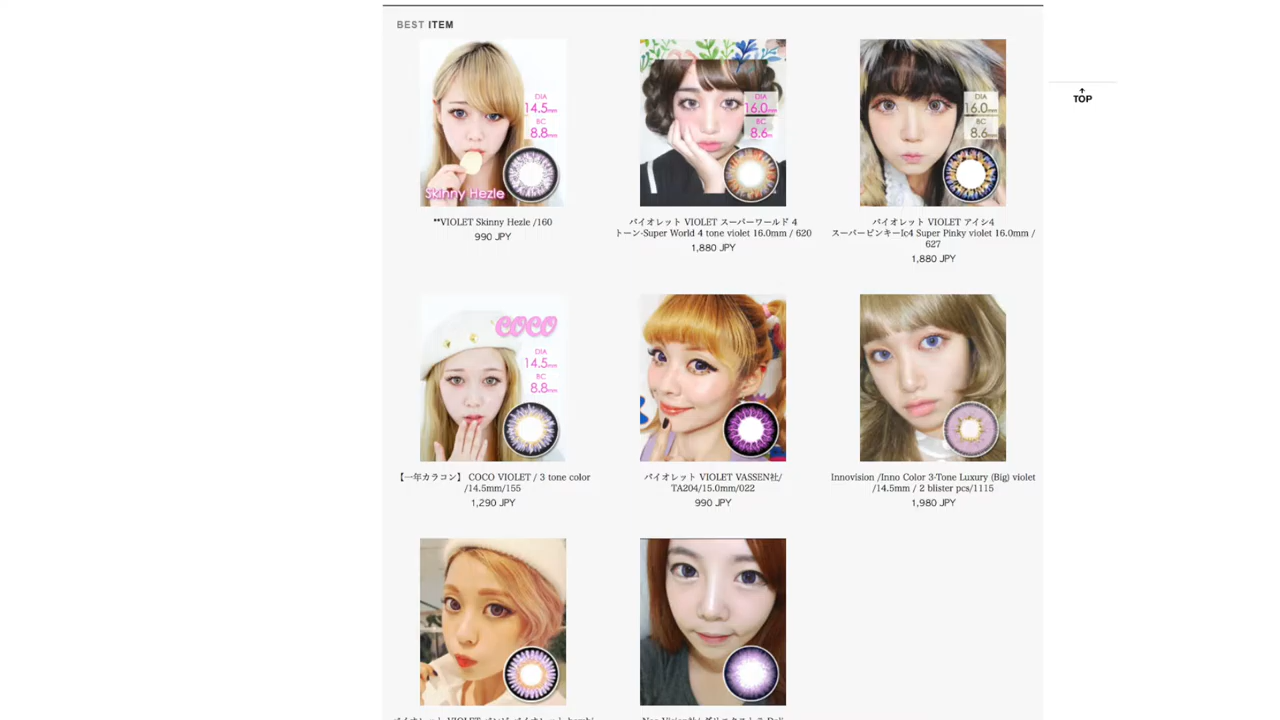 BEST ITEM
DIA
14.5mm
BC
8.8mm
Skinny Hezle
DIA
16.0mm
BC
8.6m
DIA
16.0mm
BC
8.6mm
↑
TOP
**VIOLET Skinny Hezle /160
990 JPY
バイオレット VIOLET スーパーワールド 4
トーン-Super World 4 tone violet 16.0mm / 620
1,880 JPY
バイオレット VIOLET アイシ4
スーパーピンキーIc4 Super Pinky violet 16.0mm /
627
1,880 JPY
COCO
DIA
14.5mm
BC
8.8mm
【一年カラコン】 COCO VIOLET / 3 tone color
/14.5mm/155
1,290 JPY
バイオレット VIOLET VASSEN社/
TA204/15.0mm/022
990 JPY
Innovision /Inno Color 3-Tone Luxury (Big) violet
/14.5mm / 2 blister pcs/1115
1,980 JPY